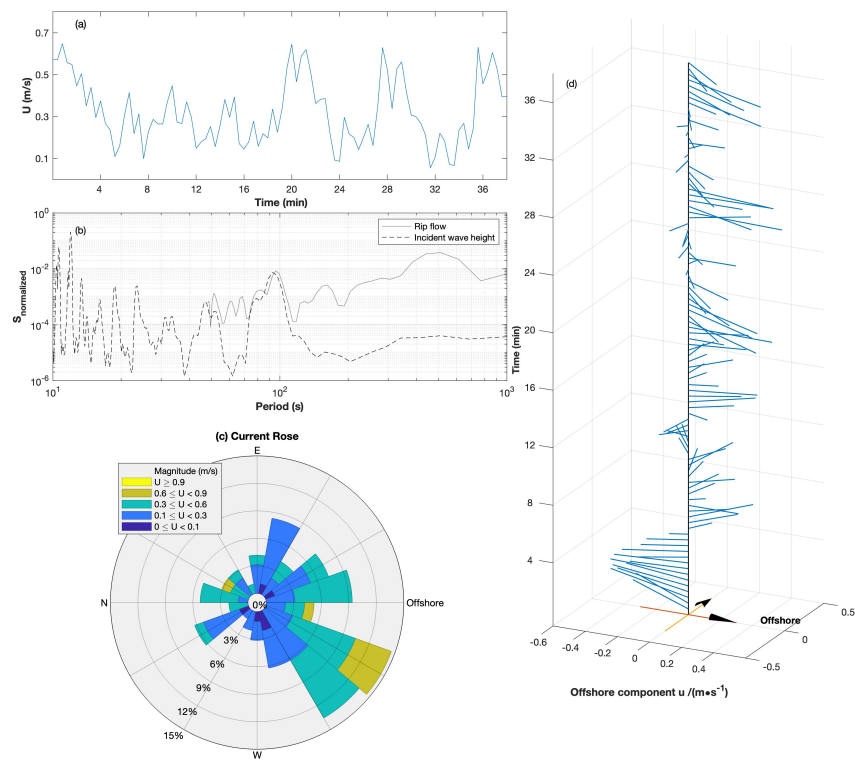 (a)
0.7
0.5
0.3
0.1
U (m/s)
4 8 12 16 20 24 28 32 36
Time (min)
(b)
Rip flow
Incident wave height
10^0
10^-2
10^-4
10^-6
S_normalized
10^1 10^2 10^3
Period (s)
(c) Current Rose
Magnitude (m/s)
U ≥ 0.9
0.6 ≤ U < 0.9
0.3 ≤ U < 0.6
0.1 ≤ U < 0.3
0 ≤ U < 0.1
E
N
Offshore
W
0%
3%
6%
9%
12%
15%
(d)
36
32
28
24
20
16
12
8
4
Time (min)
Offshore
0.5
0
-0.5
-0.6 -0.4 -0.2 0 0.2 0.4
Offshore component u /(m•s^-1)